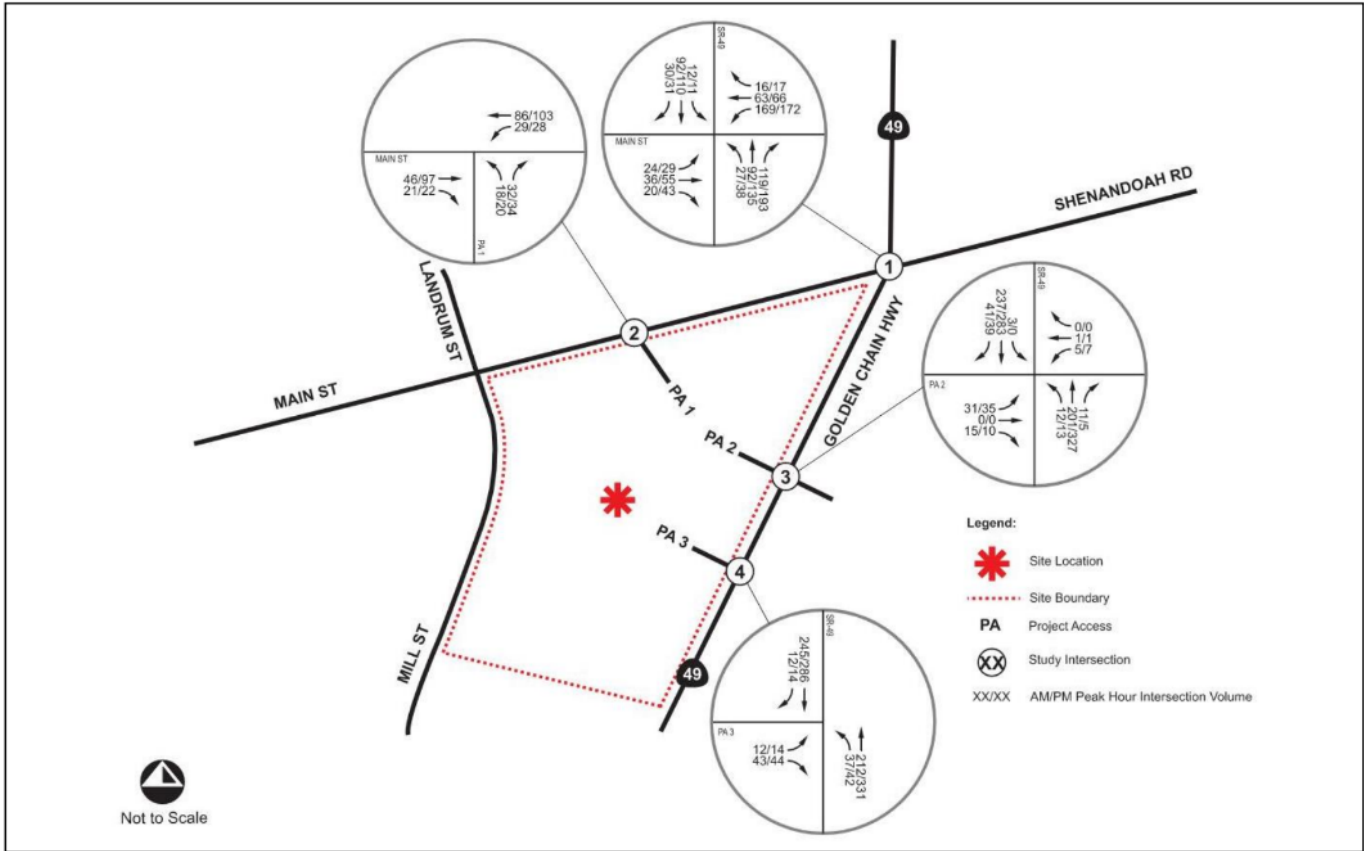 MAIN ST
PA 1
86/103
29/28
46/97
21/22
18/20
32/34
SR-49
MAIN ST
30/31
92/110
12/11
16/17
63/66
169/172
24/29
36/55
20/43
27/38
92/135
119/193
49
SHENANDOAH RD
1
LANDRUM ST
2
MAIN ST
PA 1
GOLDEN CHAIN HWY
PA 2
3
PA 3
4
MILL ST
49
SR-49
PA 2
41/39
237/283
3/0
0/0
1/1
5/7
31/35
0/0
15/10
12/13
201/327
11/5
SR-49
PA 3
12/14
245/286
12/14
43/44
37/42
212/331
Legend:
Site Location
Site Boundary
PA Project Access
XX Study Intersection
XX/XX AM/PM Peak Hour Intersection Volume
Not to Scale